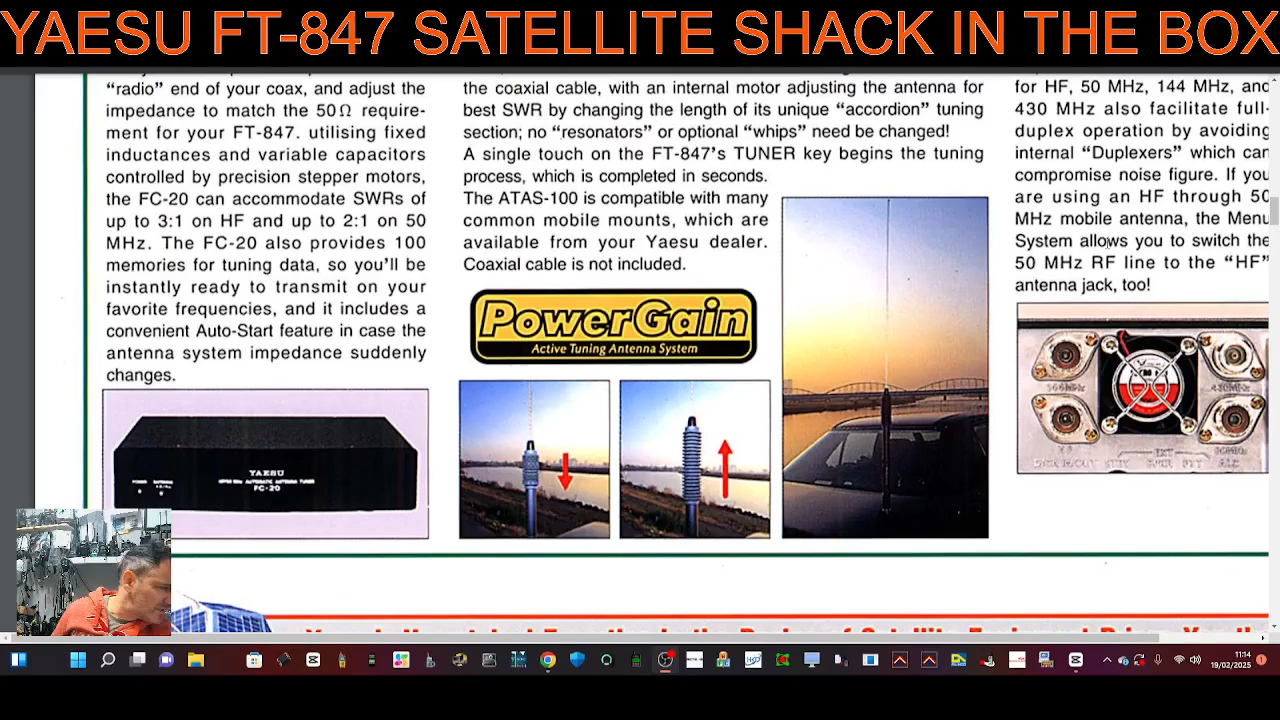 YAESU FT-847 SATELLITE SHACK IN THE BOX
“radio” end of your coax, and adjust the
impedance to match the 50Ω require-
ment for your FT-847. utilising fixed
inductances and variable capacitors
controlled by precision stepper motors,
the FC-20 can accommodate SWRs of
up to 3:1 on HF and up to 2:1 on 50
MHz. The FC-20 also provides 100
memories for tuning data, so you’ll be
instantly ready to transmit on your
favorite frequencies, and it includes a
convenient Auto-Start feature in case the
antenna system impedance suddenly
changes.
YAESU
FC-20
the coaxial cable, with an internal motor adjusting the antenna for
best SWR by changing the length of its unique “accordion” tuning
section; no “resonators” or optional “whips” need be changed!
A single touch on the FT-847’s TUNER key begins the tuning
process, which is completed in seconds.
The ATAS-100 is compatible with many
common mobile mounts, which are
available from your Yaesu dealer.
Coaxial cable is not included.
PowerGain
Active Tuning Antenna System
for HF, 50 MHz, 144 MHz, and
430 MHz also facilitate full-
duplex operation by avoiding
internal “Duplexers” which can
compromise noise figure. If you
are using an HF through 50
MHz mobile antenna, the Menu
System allows you to switch the
50 MHz RF line to the “HF”
antenna jack, too!
430MHz
11:14
19/02/2025